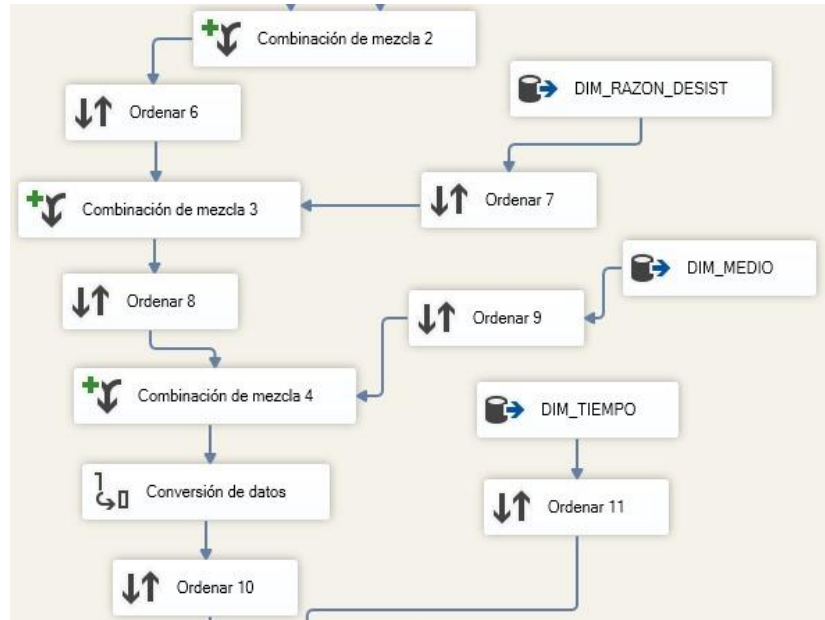 Combinación de mezcla 2
DIM_RAZON_DESIST
Ordenar 6
Ordenar 7
Combinación de mezcla 3
DIM_MEDIO
Ordenar 8
Ordenar 9
Combinación de mezcla 4
DIM_TIEMPO
Conversión de datos
Ordenar 11
Ordenar 10